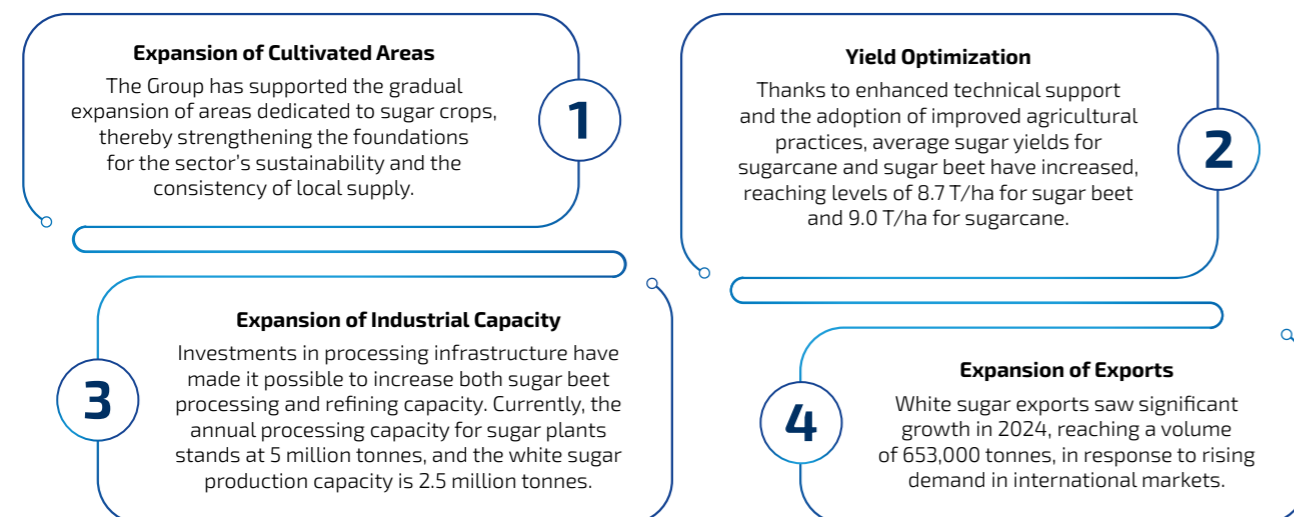 Expansion of Cultivated Areas
The Group has supported the gradual
expansion of areas dedicated to sugar crops,
thereby strengthening the foundations
for the sector's sustainability and the
consistency of local supply.
1
Yield Optimization
Thanks to enhanced technical support
and the adoption of improved agricultural
practices, average sugar yields for
sugarcane and sugar beet have increased,
reaching levels of 8.7 T/ha for sugar beet
and 9.0 T/ha for sugarcane.
2
3
Expansion of Industrial Capacity
Investments in processing infrastructure have
made it possible to increase both sugar beet
processing and refining capacity. Currently, the
annual processing capacity for sugar plants
stands at 5 million tonnes, and the white sugar
production capacity is 2.5 million tonnes.
4
Expansion of Exports
White sugar exports saw significant
growth in 2024, reaching a volume
of 653,000 tonnes, in response to rising
demand in international markets.